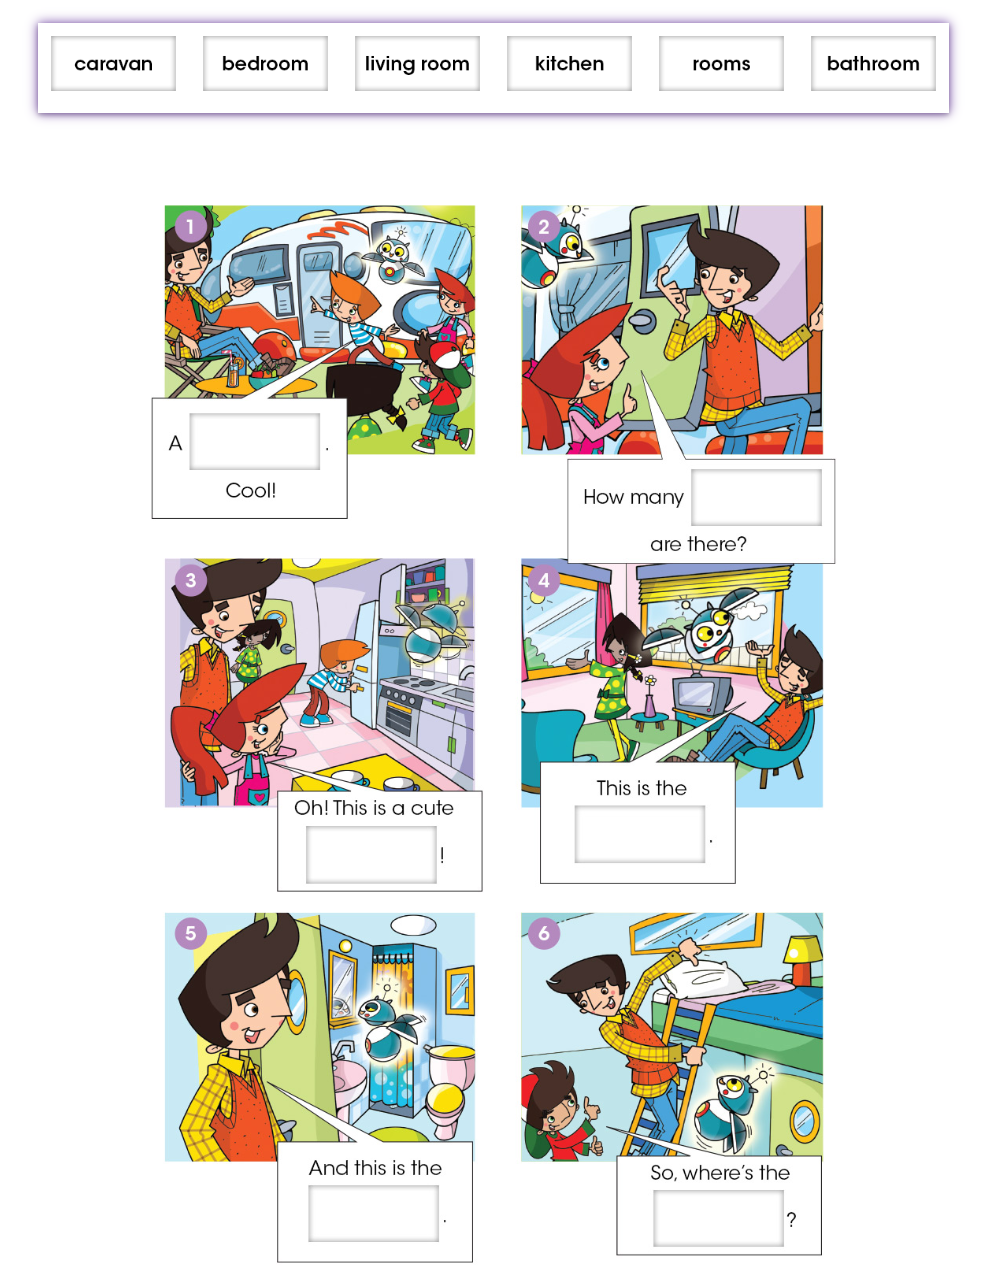 caravan bedroom living room kitchen rooms bathroom
1
A .
Cool!
2
How many
are there?
3
Oh! This is a cute
!
4
This is the
.
5
And this is the
.
6
So, where's the
?